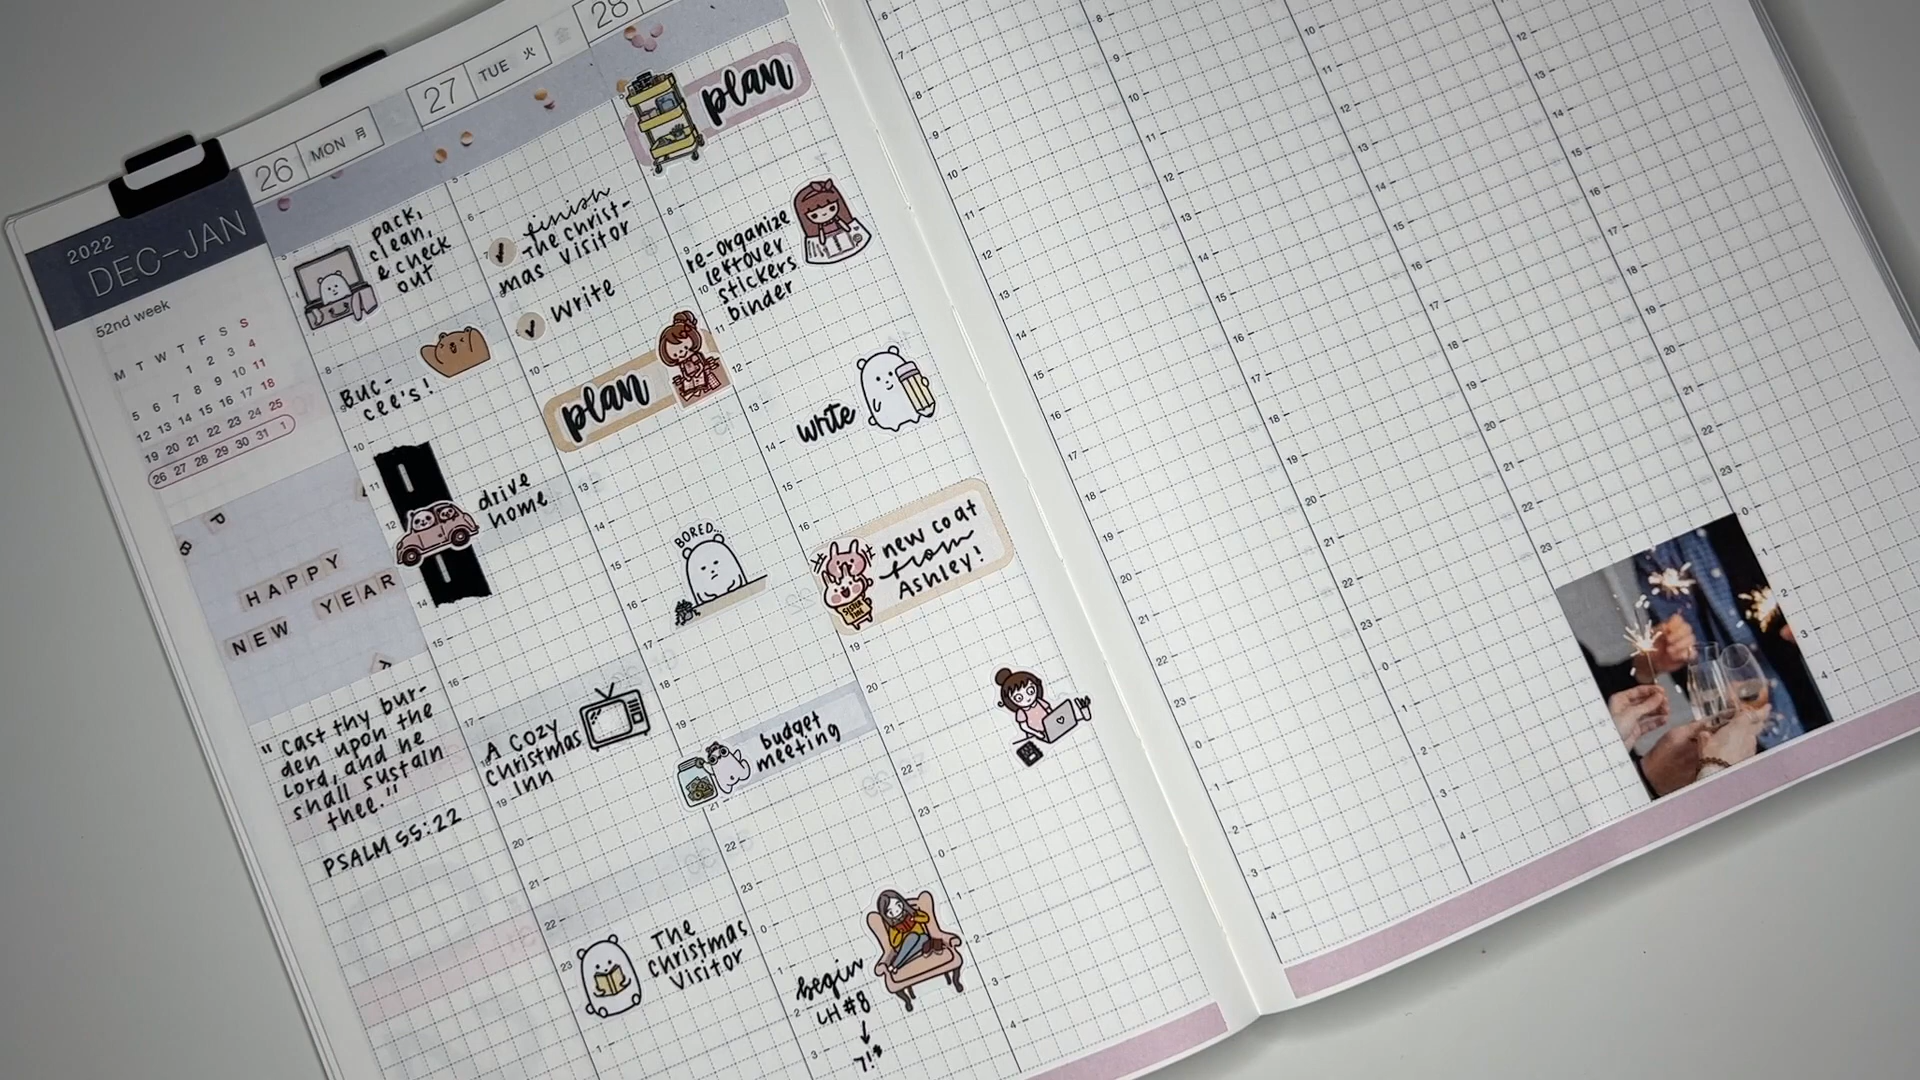 2022
DEC-JAN
52nd week
M T W T F S S
1 2 3 4
5 6 7 8 9 10 11
12 13 14 15 16 17 18
19 20 21 22 23 24 25
26 27 28 29 30 31 1
HAPPY
NEW YEAR
"Cast thy bur-
den upon the
Lord, and he
shall sustain
thee."
PSALM 55:22
26 MON 月
pack,
clean,
& check
out
BUC-
cee's!
drive
home
A COZY
Christmas
Inn
The
Christmas
Visitor
27 TUE 火
finish
The Christ-
mas Visitor
write
plan
BORED...
budget
meeting
begin
LH #8
28
plan
re-organize
leftover
stickers
binder
write
new coat
from
Ashley!